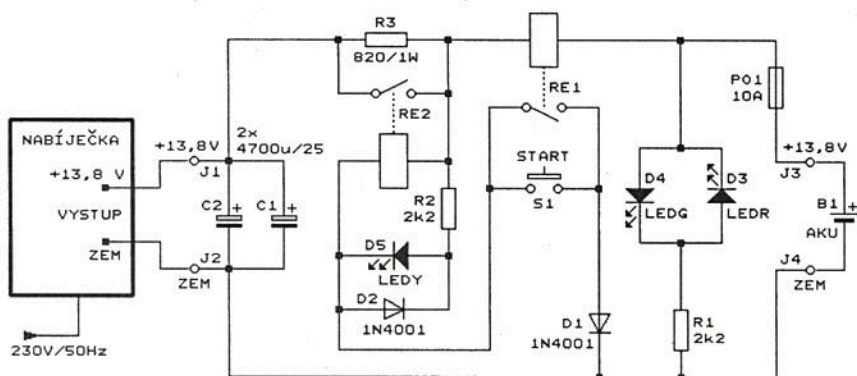 R3
820/1W
RE2
RE1
PO1
10A
NABÍJEČKA
+13,8 V
VYSTUP
ZEM
230V/50Hz
+13,8V
J1
2x
4700u/25
C2
+
C1
+
J2
ZEM
R2
2k2
D5
LEDY
D2
1N4001
START
S1
D4
LEDG
D3
LEDR
D1
1N4001
R1
2k2
+13,8V
J3
B1
+
AKU
J4
ZEM